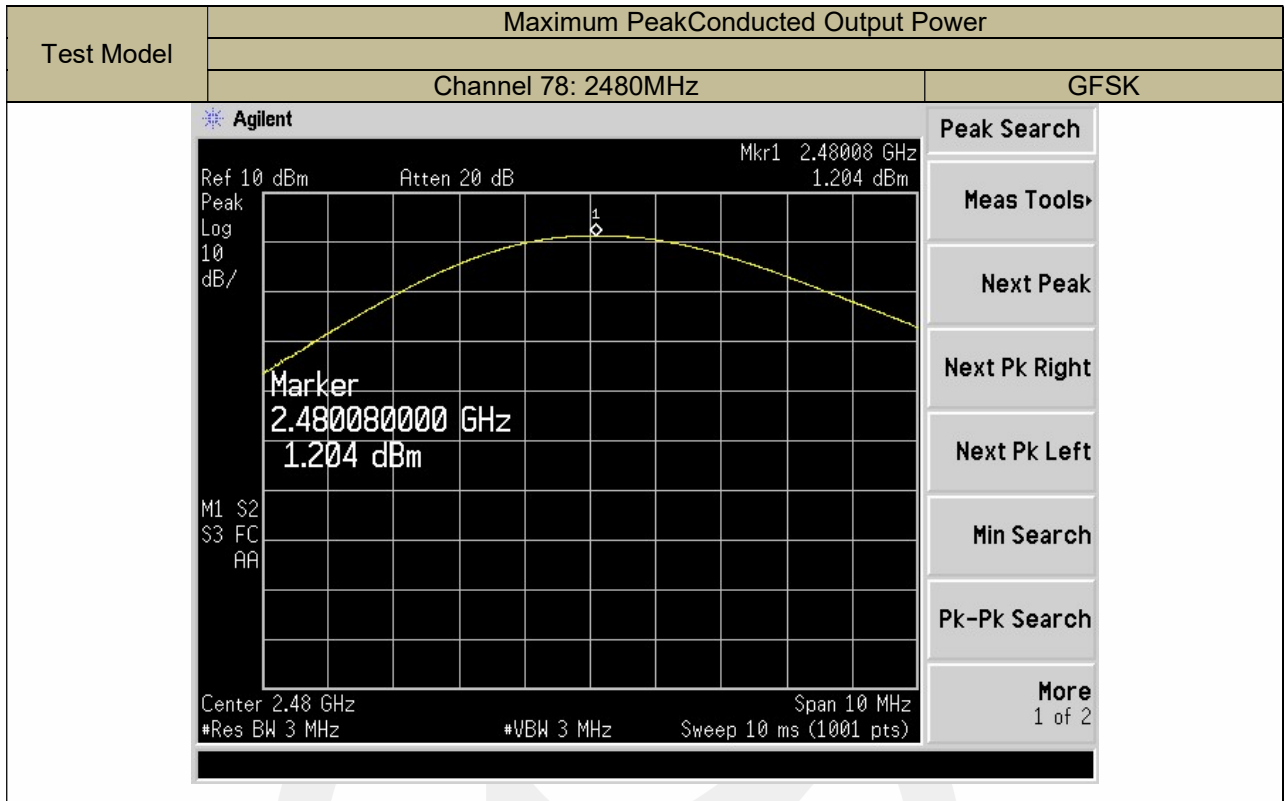 Maximum PeakConducted Output Power
Test Model
Channel 78: 2480MHz GFSK
Agilent
Peak Search
Mkr1 2.48008 GHz
Ref 10 dBm Atten 20 dB 1.204 dBm
Peak
Log
10
dB/
1
Meas Tools
Next Peak
Next Pk Right
Marker
2.480080000 GHz
1.204 dBm
Next Pk Left
M1 S2
S3 FC
AA
Min Search
Pk-Pk Search
Center 2.48 GHz Span 10 MHz
#Res BW 3 MHz #VBW 3 MHz Sweep 10 ms (1001 pts)
More
1 of 2